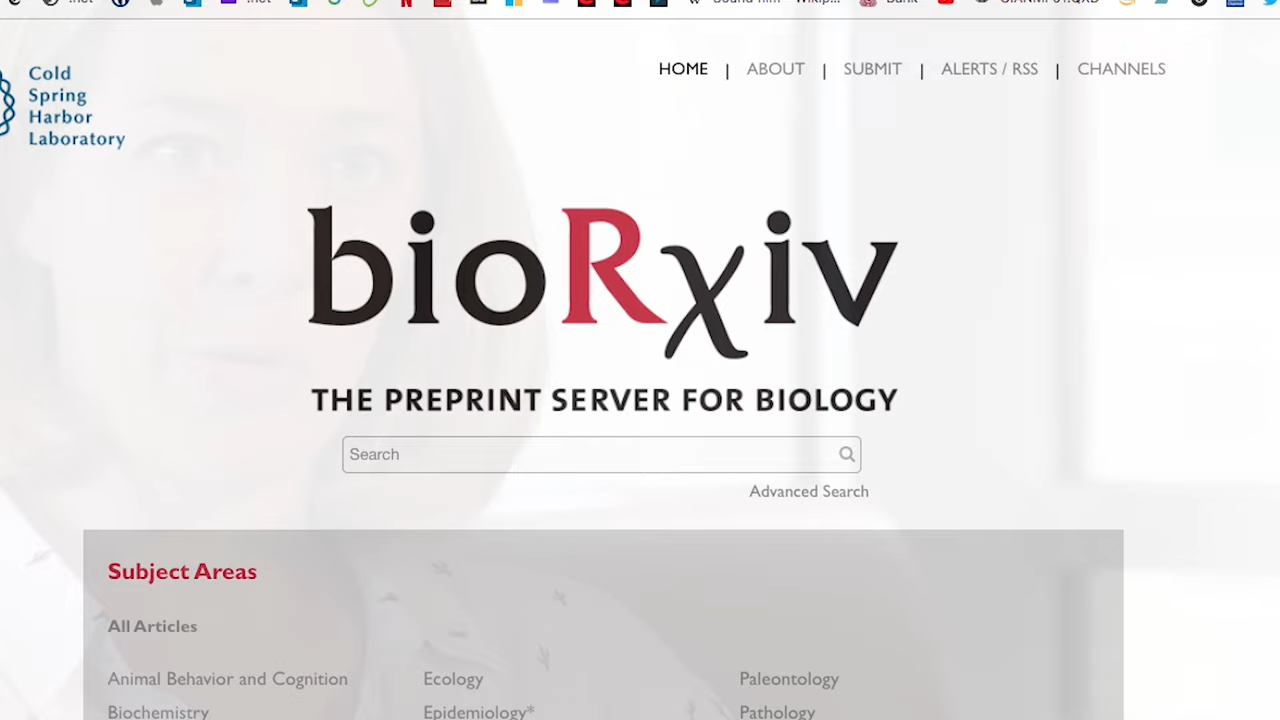 HOME | ABOUT | SUBMIT | ALERTS / RSS | CHANNELS
Cold
Spring
Harbor
Laboratory
bioRχiv
THE PREPRINT SERVER FOR BIOLOGY
Search
Advanced Search
Subject Areas
All Articles
Animal Behavior and Cognition Ecology Paleontology
Biochemistry Epidemiology* Pathology